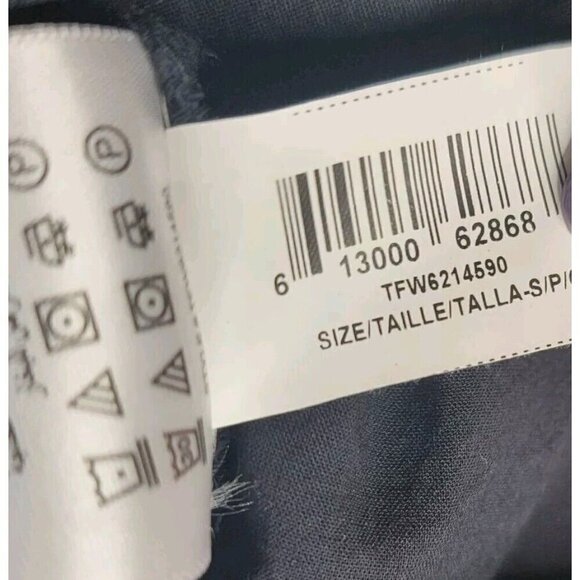 6 13000 62868
TFW6214590
SIZE/TAILLE/TALLA-S/P/
P
P